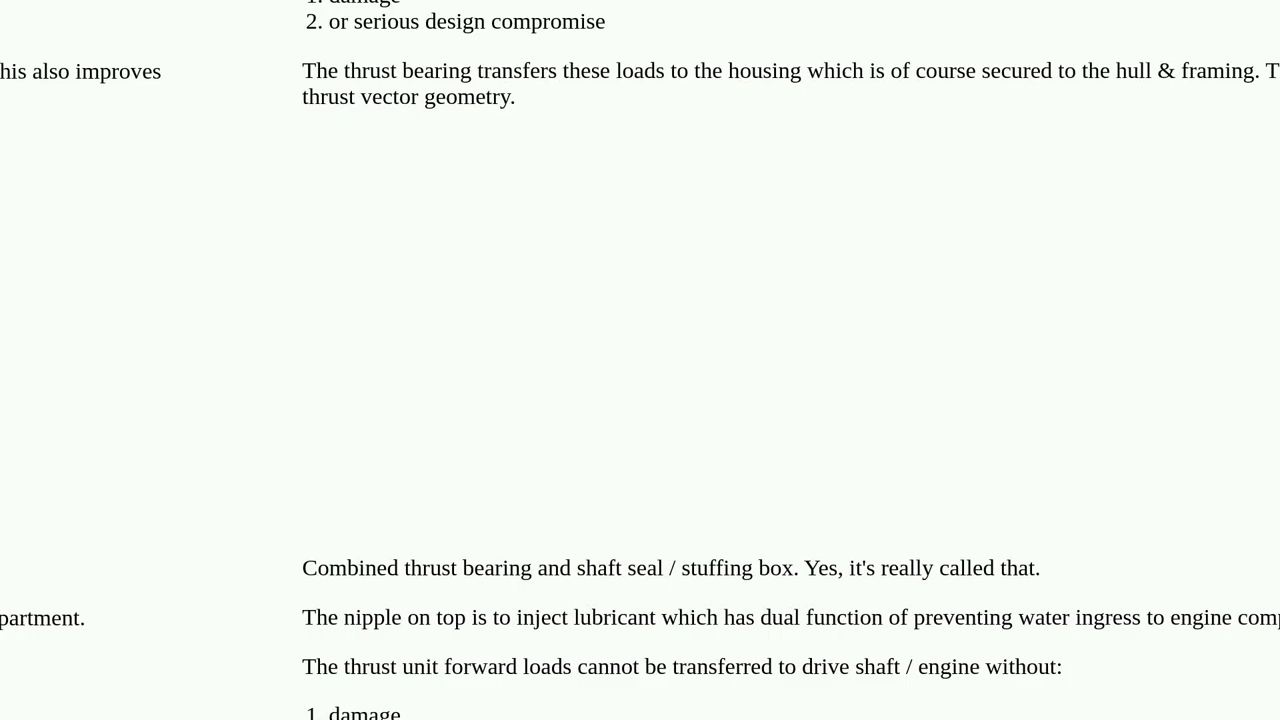 1. damage
2. or serious design compromise
his also improves
The thrust bearing transfers these loads to the housing which is of course secured to the hull & framing. T
thrust vector geometry.
Combined thrust bearing and shaft seal / stuffing box. Yes, it's really called that.
partment.
The nipple on top is to inject lubricant which has dual function of preventing water ingress to engine com
The thrust unit forward loads cannot be transferred to drive shaft / engine without:
1. damage